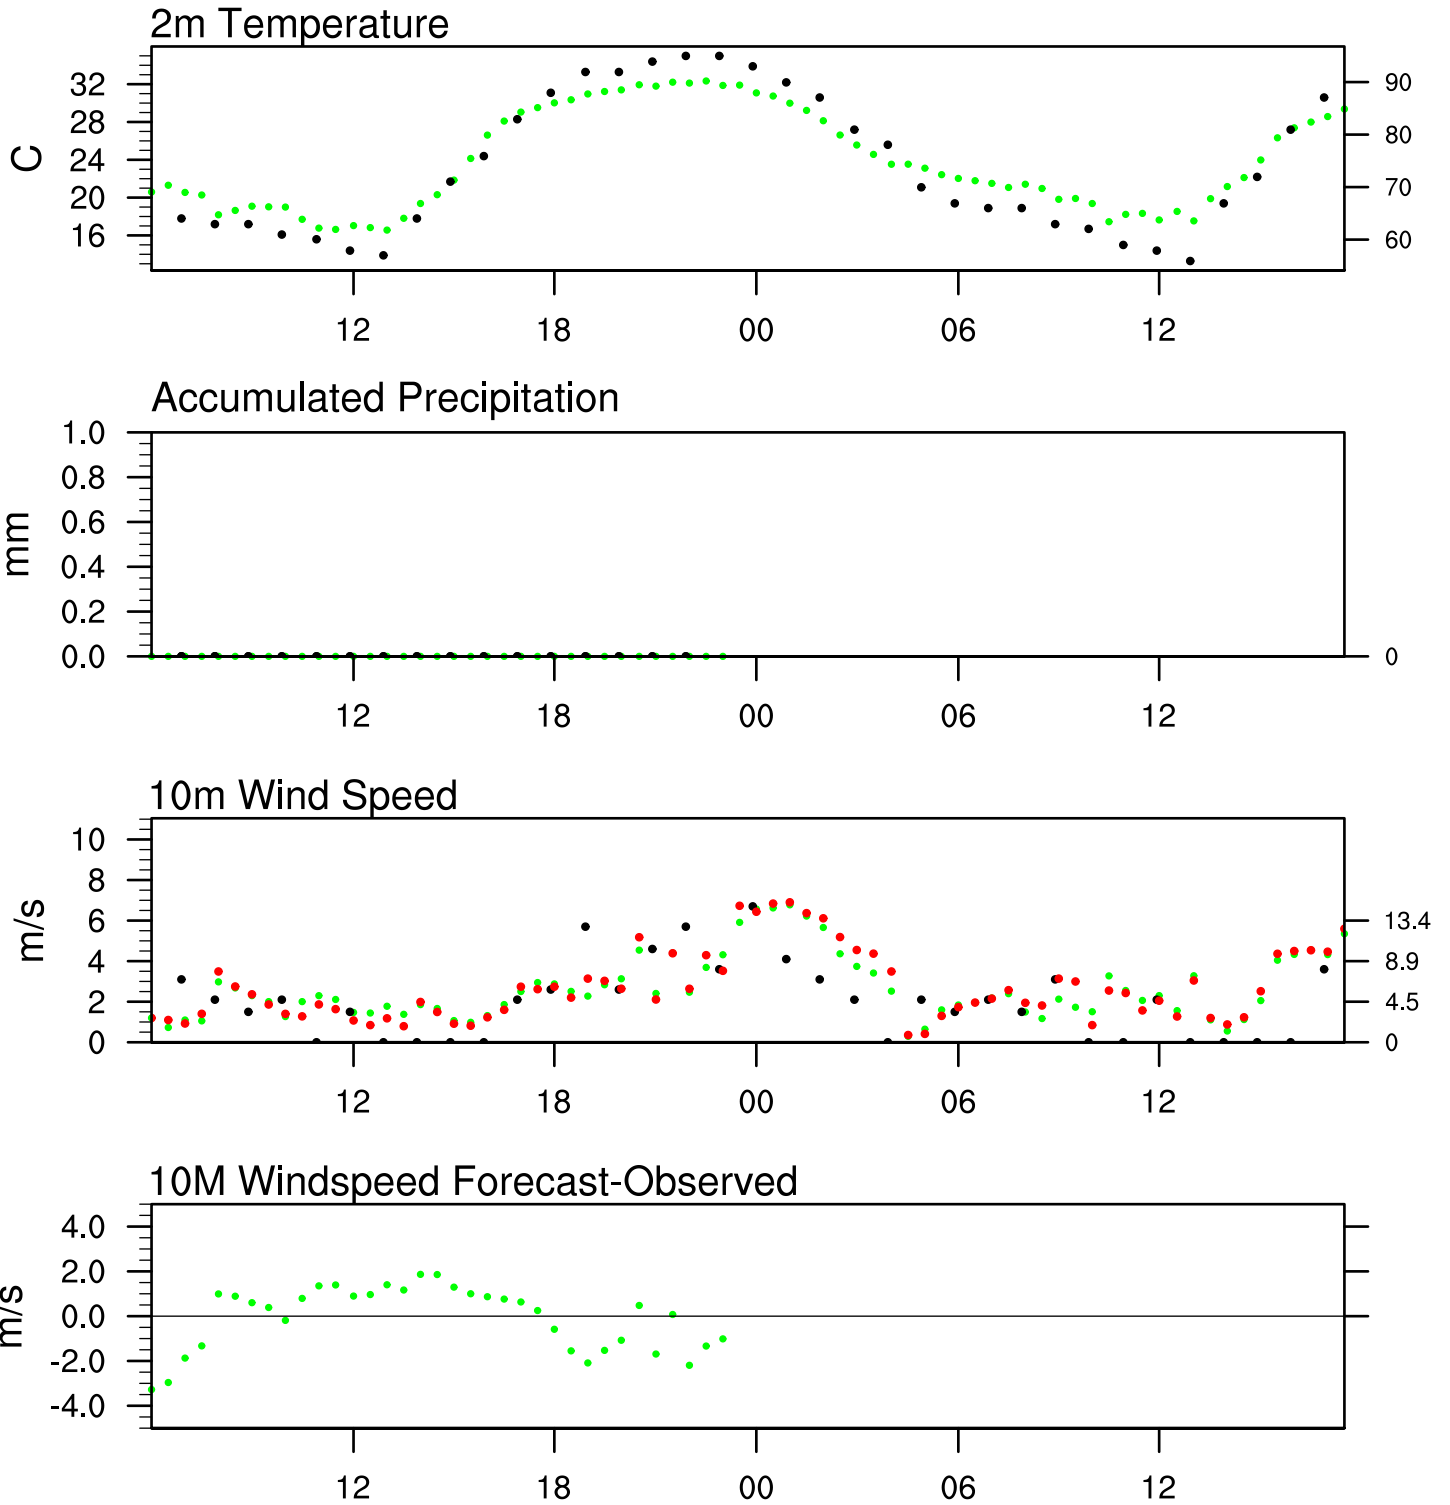 2m Temperature
C
32
28
24
20
16
90
80
70
60
12 18 00 06 12
Accumulated Precipitation
mm
1.0
0.8
0.6
0.4
0.2
0.0
0
12 18 00 06 12
10m Wind Speed
m/s
10
8
6
4
2
0
13.4
8.9
4.5
0
12 18 00 06 12
10M Windspeed Forecast-Observed
m/s
4.0
2.0
0.0
-2.0
-4.0
12 18 00 06 12